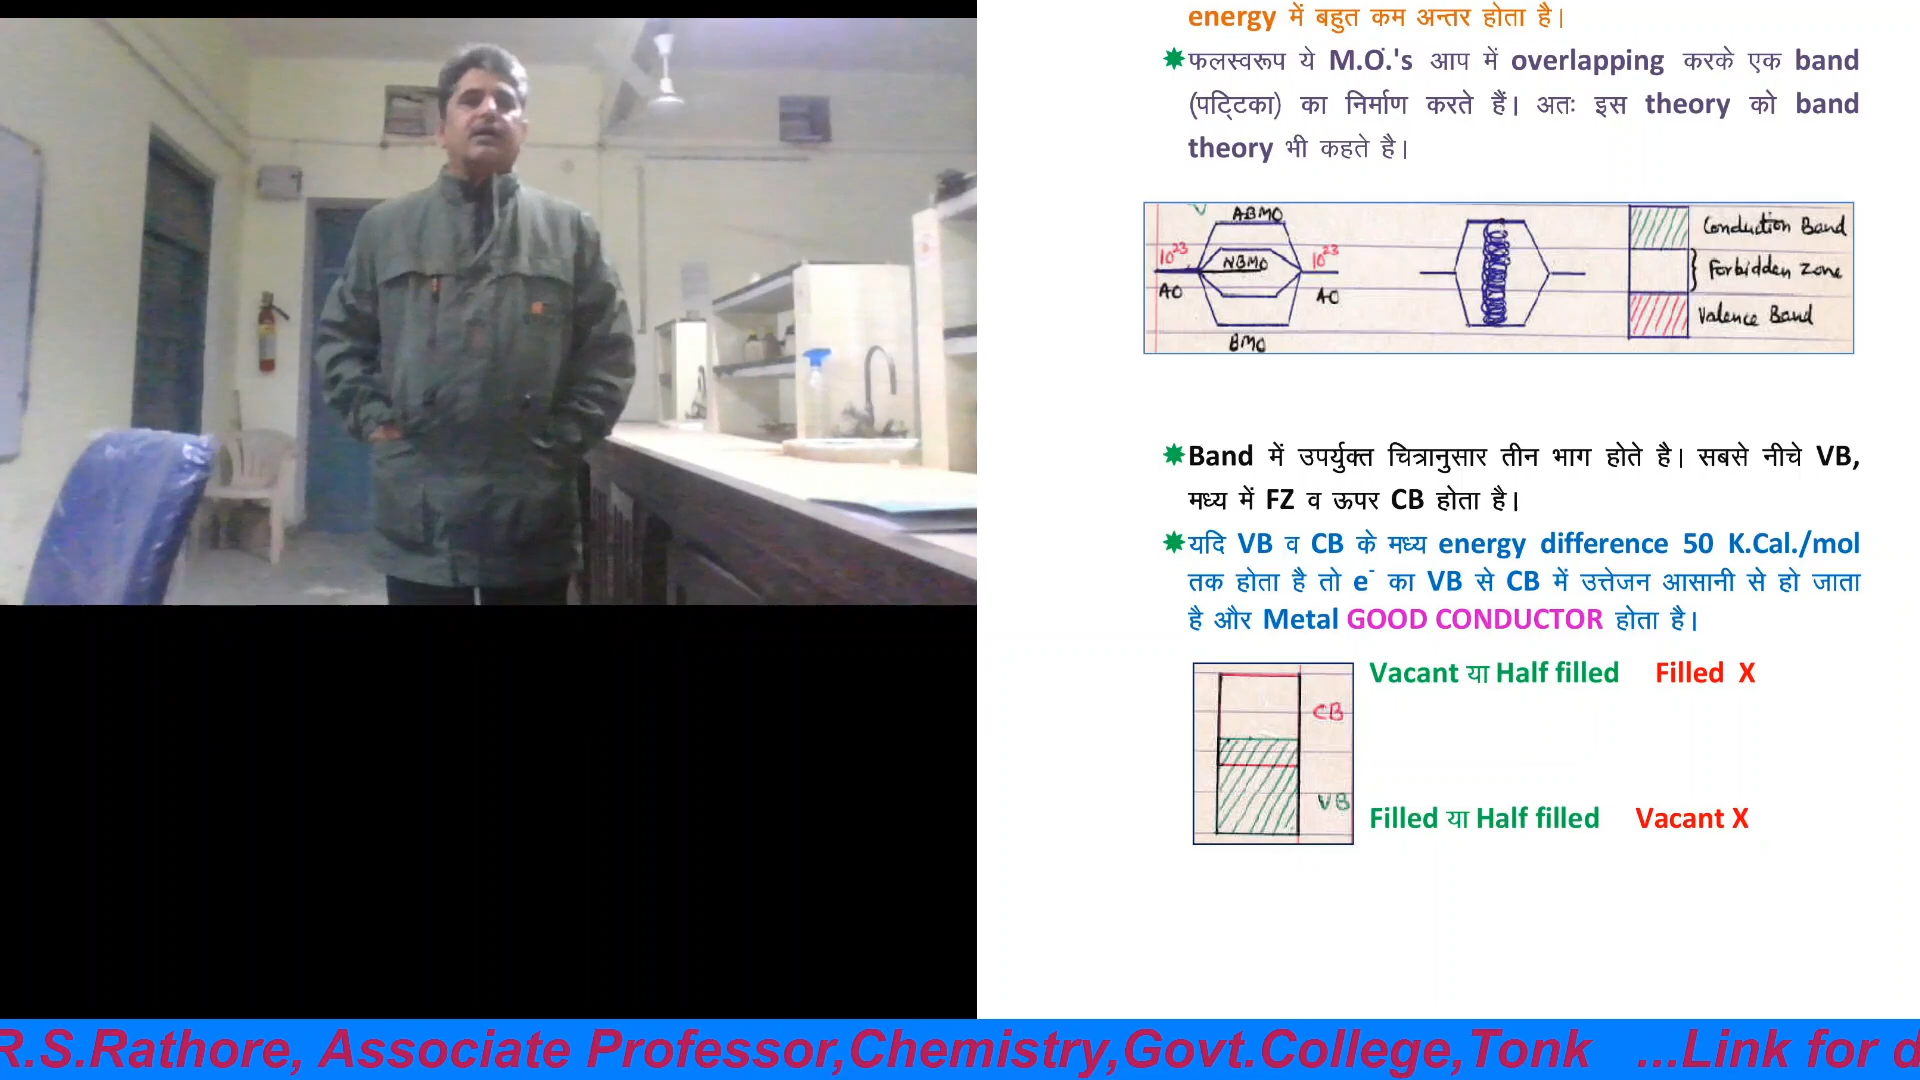 energy में बहुत कम अन्तर होता है।
फलस्वरूप ये M.O.'s आप में overlapping करके एक band
(पट्टिका) का निर्माण करते हैं। अतः इस theory को band
theory भी कहते है।
ABMO
10²³
NBMO
10²³
AO
AO
BMO
Conduction Band
Forbidden Zone
Valence Band
Band में उपर्युक्त चित्रानुसार तीन भाग होते है। सबसे नीचे VB,
मध्य में FZ व ऊपर CB होता है।
यदि VB व CB के मध्य energy difference 50 K.Cal./mol
तक होता है तो e⁻ का VB से CB में उत्तेजन आसानी से हो जाता
है और Metal GOOD CONDUCTOR होता है।
Vacant या Half filled Filled X
CB
VB
Filled या Half filled Vacant X
R.S.Rathore, Associate Professor,Chemistry,Govt.College,Tonk ...Link for d